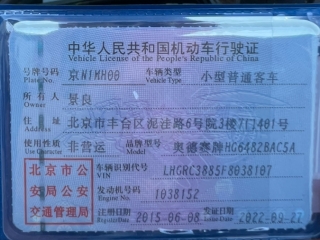 中华人民共和国机动车行驶证
Vehicle License of the People's Republic of China
号牌号码 京N1MH00 车辆类型 小型普通客车
Plate No. Vehicle Type
所有人 景良
Owner
住址 北京市丰台区泥洼路6号院3楼7门401号
Address
使用性质 非营运 品牌型号 奥德赛牌HG6482BAC5A
Use Character Model
北京市公安局公安交通管理局
车辆识别代号 LHGRC3885F8038107
VIN
发动机号码 1038152
Engine No.
注册日期 2015-06-08 发证日期 2022-09-27
Register Date Issue Date